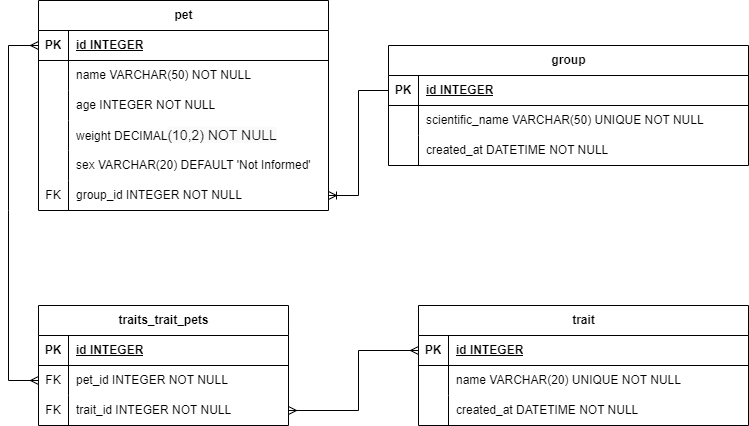 pet
PK id INTEGER
name VARCHAR(50) NOT NULL
age INTEGER NOT NULL
weight DECIMAL(10,2) NOT NULL
sex VARCHAR(20) DEFAULT 'Not Informed'
FK group_id INTEGER NOT NULL
group
PK id INTEGER
scientific_name VARCHAR(50) UNIQUE NOT NULL
created_at DATETIME NOT NULL
traits_trait_pets
PK id INTEGER
FK pet_id INTEGER NOT NULL
FK trait_id INTEGER NOT NULL
trait
PK id INTEGER
name VARCHAR(20) UNIQUE NOT NULL
created_at DATETIME NOT NULL